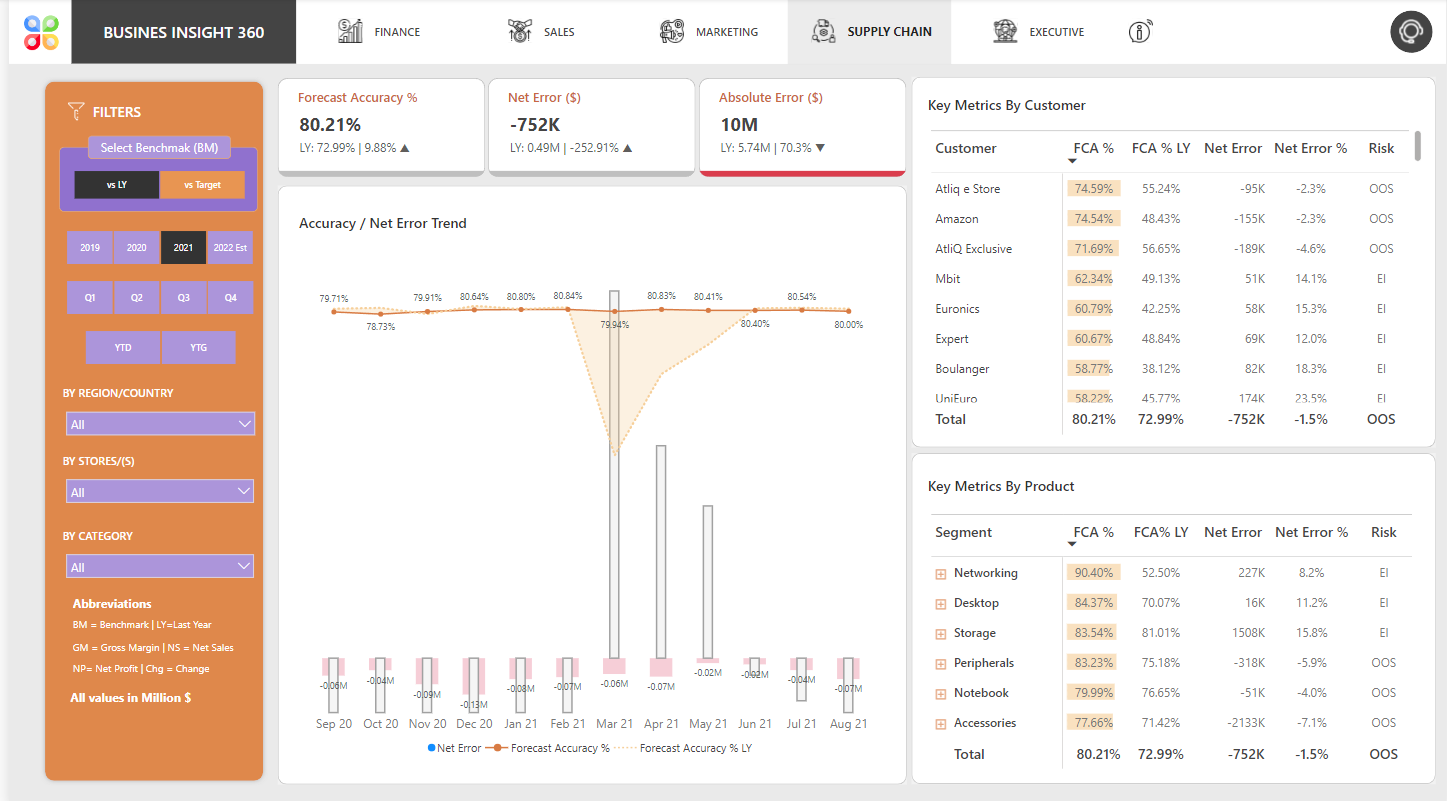 BUSINES INSIGHT 360
FINANCE
SALES
MARKETING
SUPPLY CHAIN
EXECUTIVE
FILTERS
Select Benchmak (BM)
vs LY vs Target
2019 2020 2021 2022 Est
Q1 Q2 Q3 Q4
YTD YTG
BY REGION/COUNTRY
All
BY STORES/(S)
All
BY CATEGORY
All
Abbreviations
BM = Benchmark | LY=Last Year
GM = Gross Margin | NS = Net Sales
NP= Net Profit | Chg = Change
All values in Million $
Forecast Accuracy %
80.21%
LY: 72.99% | 9.88% ▲
Net Error ($)
-752K
LY: 0.49M | -252.91% ▲
Absolute Error ($)
10M
LY: 5.74M | 70.3% ▼
Accuracy / Net Error Trend
79.71% 78.73% 79.91% 80.64% 80.80% 80.84% 79.94% 80.83% 80.41% 80.40% 80.54% 80.00%
-0.06M -0.04M -0.09M -0.13M -0.08M -0.07M -0.06M -0.07M -0.02M -0.02M -0.04M -0.07M
Sep 20 Oct 20 Nov 20 Dec 20 Jan 21 Feb 21 Mar 21 Apr 21 May 21 Jun 21 Jul 21 Aug 21
Net Error Forecast Accuracy % Forecast Accuracy % LY
Key Metrics By Customer
Customer FCA % FCA % LY Net Error Net Error % Risk
Atliq e Store 74.59% 55.24% -95K -2.3% OOS
Amazon 74.54% 48.43% -155K -2.3% OOS
AtliQ Exclusive 71.69% 56.65% -189K -4.6% OOS
Mbit 62.34% 49.13% 51K 14.1% EI
Euronics 60.79% 42.25% 58K 15.3% EI
Expert 60.67% 48.84% 69K 12.0% EI
Boulanger 58.77% 38.12% 82K 18.3% EI
UniEuro 58.22% 45.77% 174K 23.5% EI
Total 80.21% 72.99% -752K -1.5% OOS
Key Metrics By Product
Segment FCA % FCA% LY Net Error Net Error % Risk
Networking 90.40% 52.50% 227K 8.2% EI
Desktop 84.37% 70.07% 16K 11.2% EI
Storage 83.54% 81.01% 1508K 15.8% EI
Peripherals 83.23% 75.18% -318K -5.9% OOS
Notebook 79.99% 76.65% -51K -4.0% OOS
Accessories 77.66% 71.42% -2133K -7.1% OOS
Total 80.21% 72.99% -752K -1.5% OOS